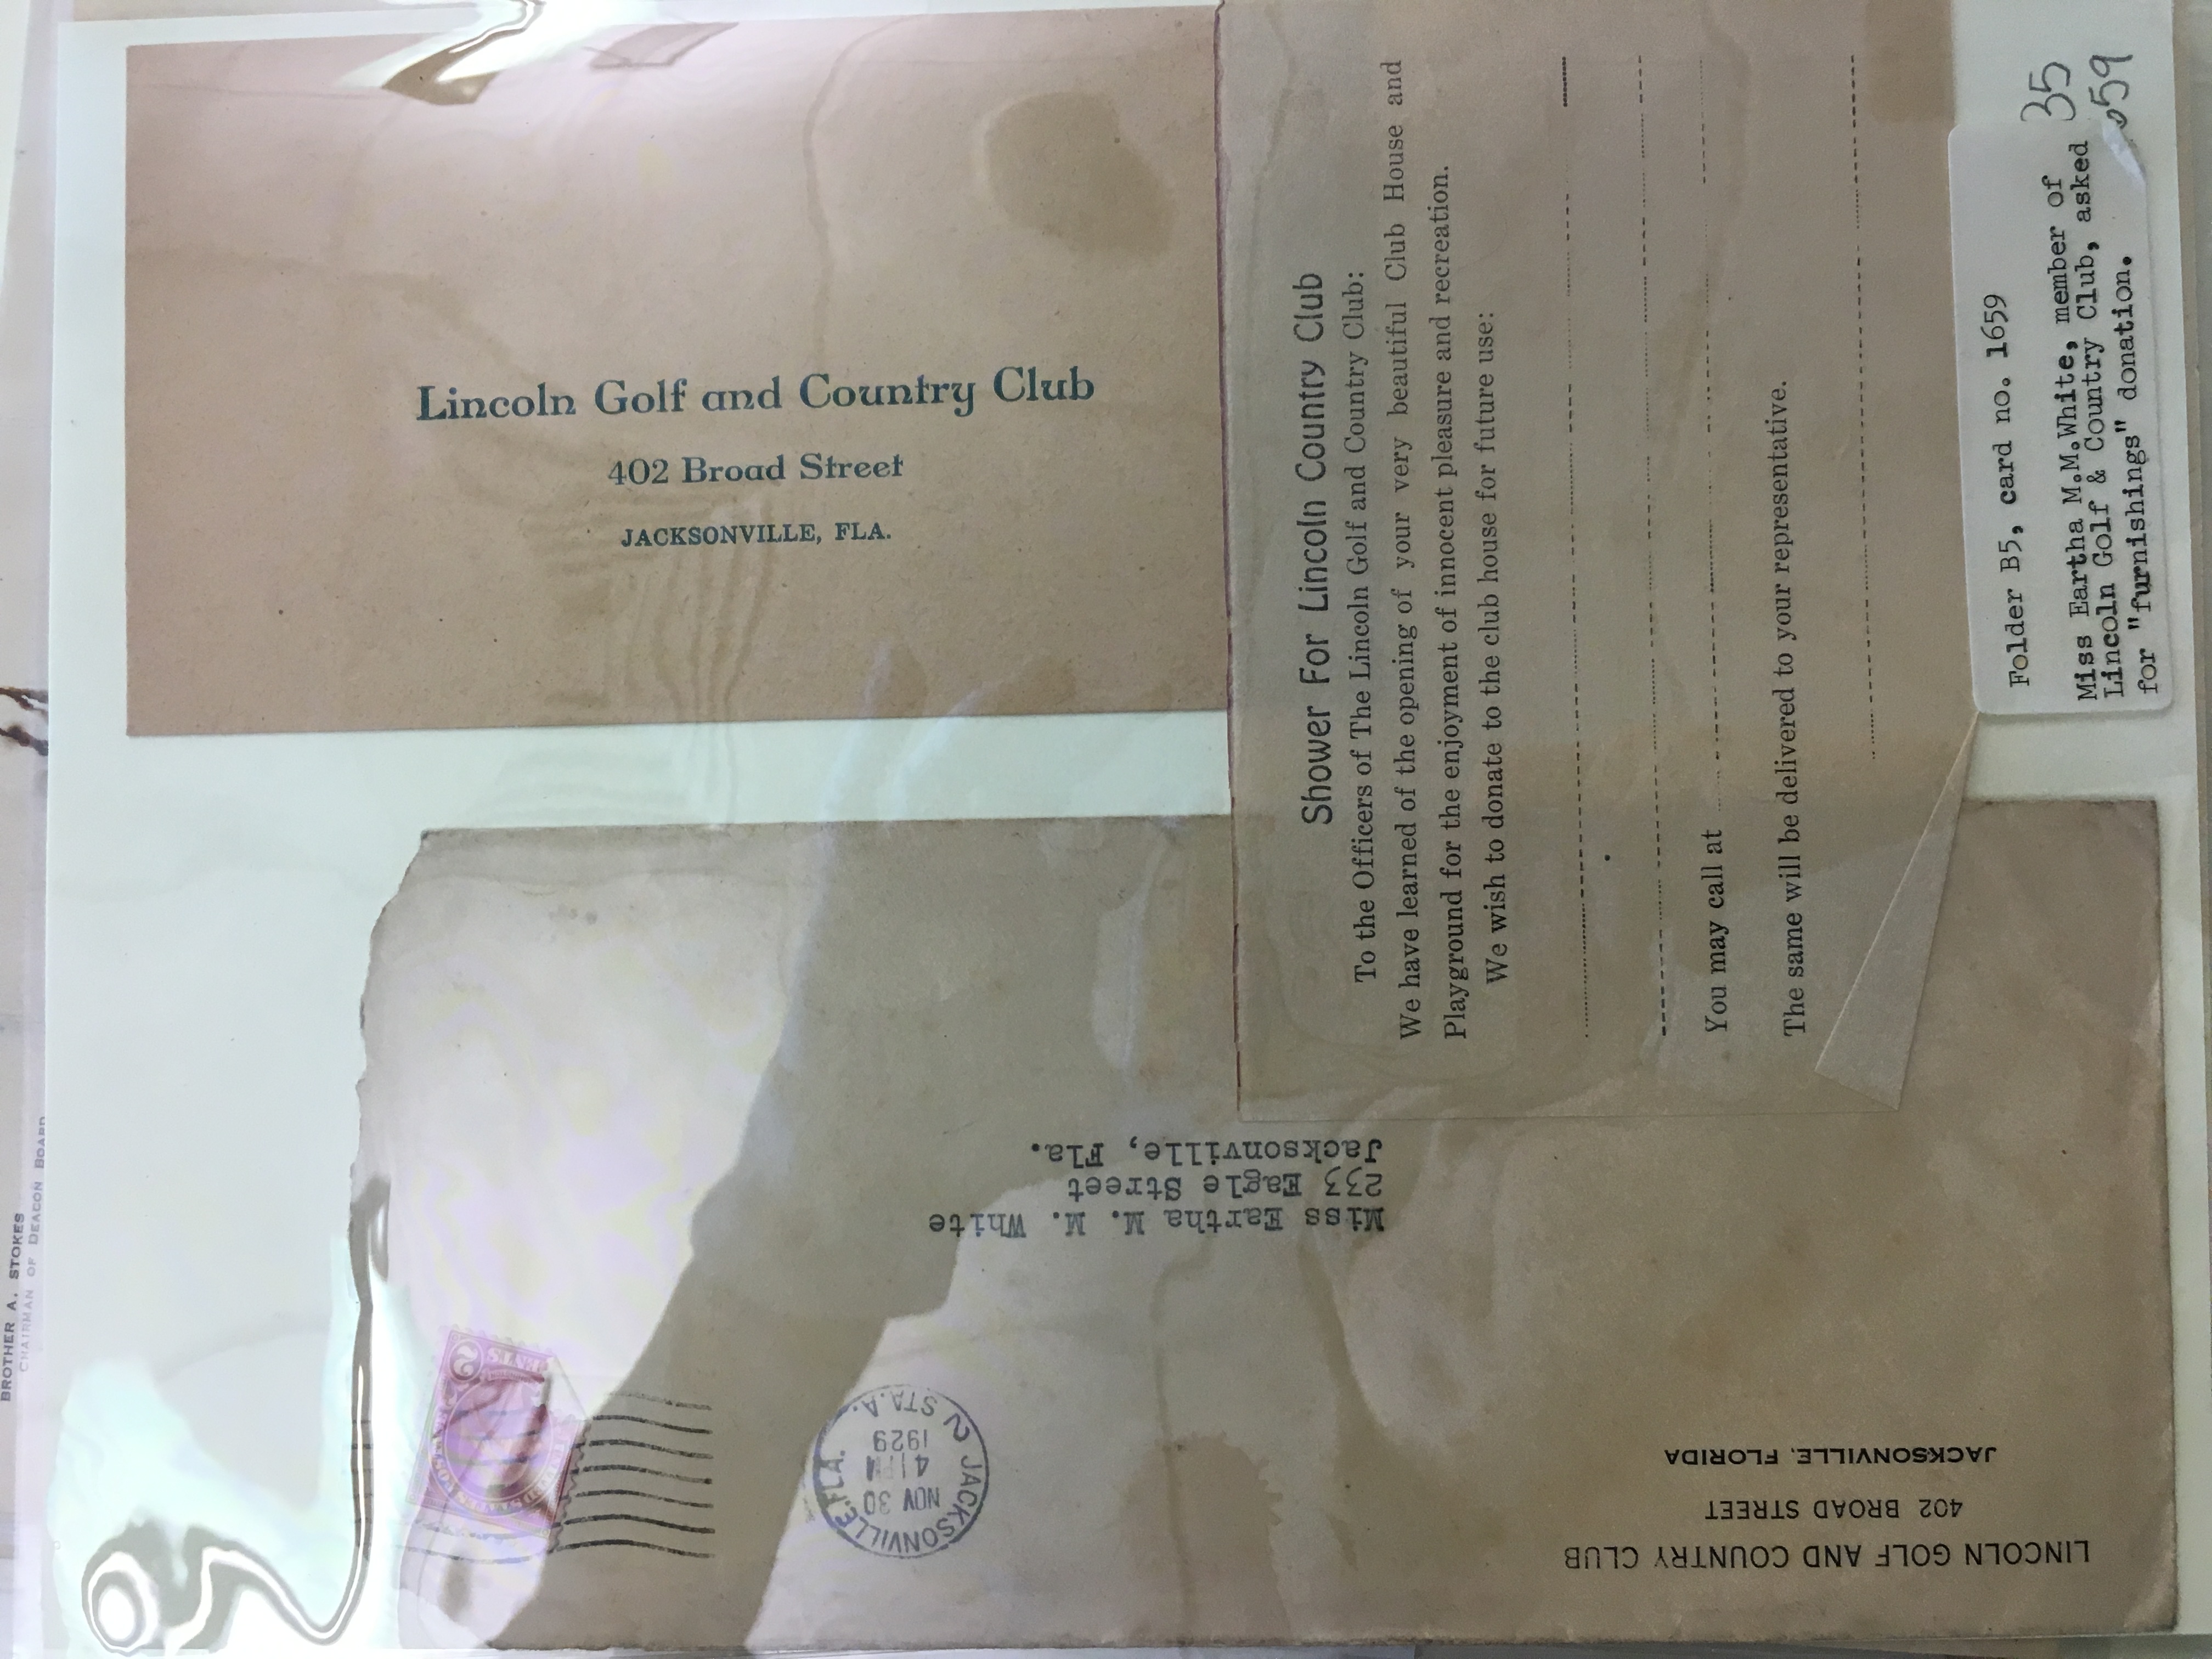 BROTHER A. STOKES
CHAIRMAN OF DEACON BOARD
2 CENTS
JACKSONVILLE, FLA.
NOV 30
4 PM
1929
2 STA. A.
Miss Eartha M. M. White
233 Eagle Street
Jacksonville, Fla.
LINCOLN GOLF AND COUNTRY CLUB
402 BROAD STREET
JACKSONVILLE, FLORIDA
Lincoln Golf and Country Club
402 Broad Street
JACKSONVILLE, FLA.
Shower For Lincoln Country Club
To the Officers of The Lincoln Golf and Country Club:
We have learned of the opening of your very beautiful Club House and
Playground for the enjoyment of innocent pleasure and recreation.
We wish to donate to the club house for future use:
You may call at
The same will be delivered to your representative.
Folder B5, card no. 1659
Miss Eartha M.M.White, member of
Lincoln Golf & Country Club, asked
for "furnishings" donation.
35
659